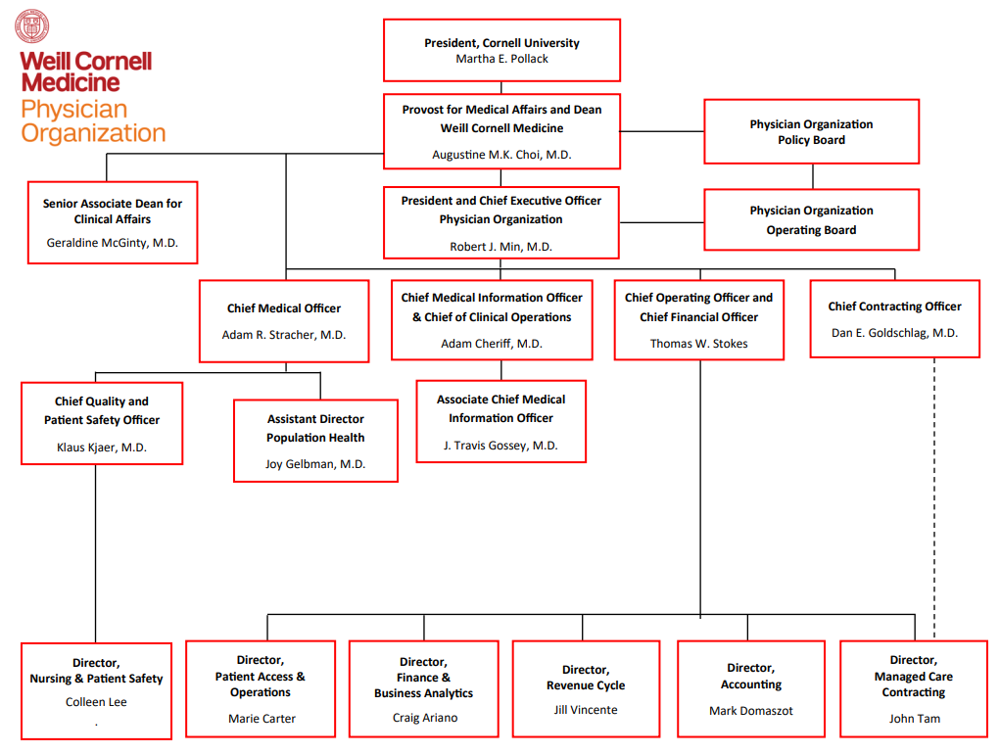 Weill Cornell
Medicine
Physician
Organization
President, Cornell University
Martha E. Pollack
Provost for Medical Affairs and Dean
Weill Cornell Medicine
Augustine M.K. Choi, M.D.
Physician Organization
Policy Board
Senior Associate Dean for
Clinical Affairs
Geraldine McGinty, M.D.
President and Chief Executive Officer
Physician Organization
Robert J. Min, M.D.
Physician Organization
Operating Board
Chief Medical Officer
Adam R. Stracher, M.D.
Chief Medical Information Officer
& Chief of Clinical Operations
Adam Cheriff, M.D.
Chief Operating Officer and
Chief Financial Officer
Thomas W. Stokes
Chief Contracting Officer
Dan E. Goldschlag, M.D.
Chief Quality and
Patient Safety Officer
Klaus Kjaer, M.D.
Assistant Director
Population Health
Joy Gelbman, M.D.
Associate Chief Medical
Information Officer
J. Travis Gossey, M.D.
Director,
Nursing & Patient Safety
Colleen Lee
.
Director,
Patient Access &
Operations
Marie Carter
Director,
Finance &
Business Analytics
Craig Ariano
Director,
Revenue Cycle
Jill Vincente
Director,
Accounting
Mark Domaszot
Director,
Managed Care
Contracting
John Tam